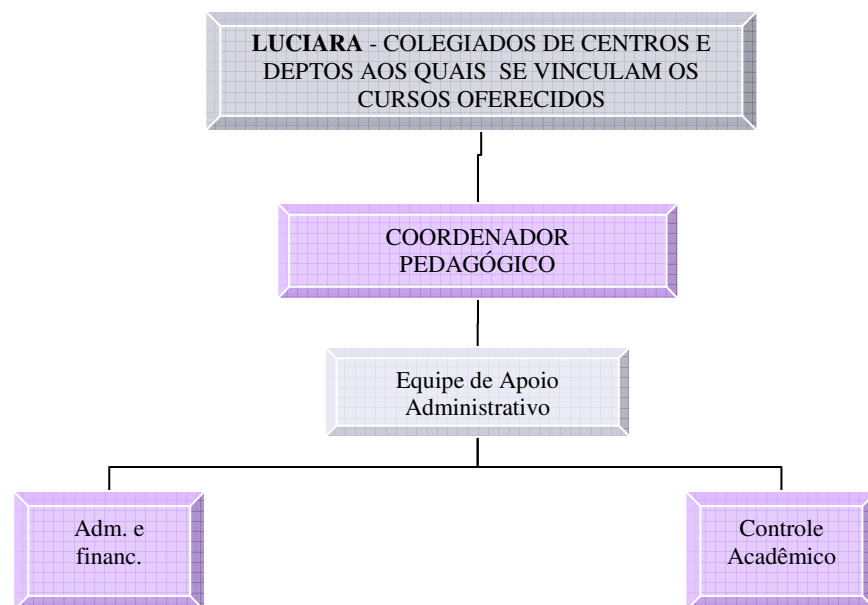 LUCIARA - COLEGIADOS DE CENTROS E
DEPTOS AOS QUAIS SE VINCULAM OS
CURSOS OFERECIDOS
COORDENADOR
PEDAGÓGICO
Equipe de Apoio
Administrativo
Adm. e
financ.
Controle
Acadêmico